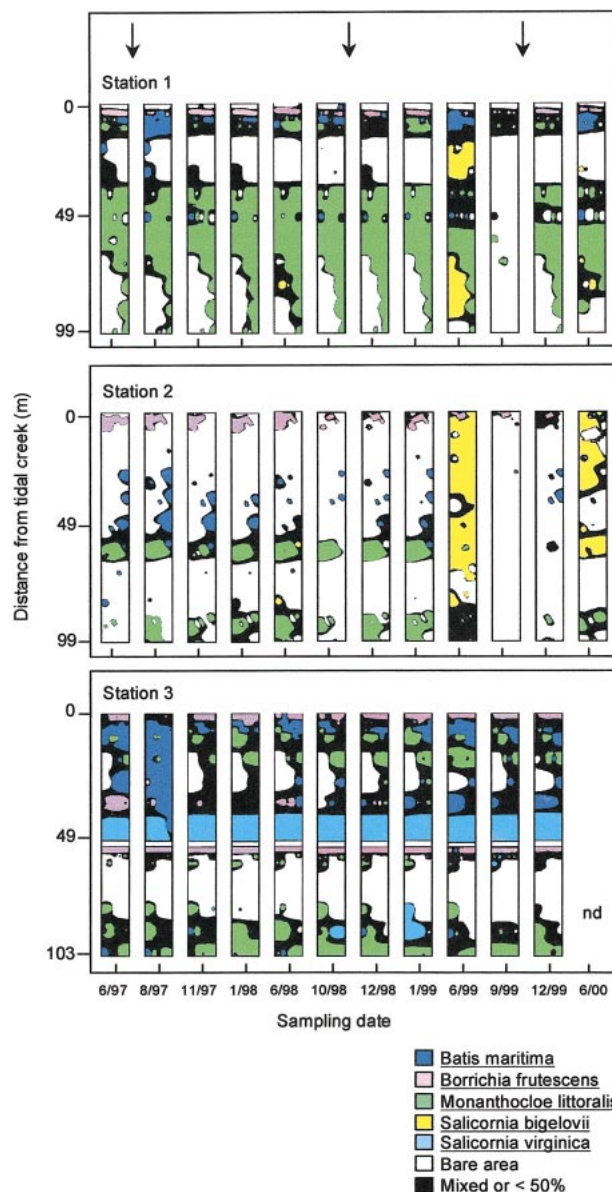 Station 1
0
49
99
Station 2
0
49
99
Distance from tidal creek (m)
Station 3
0
49
103
nd
6/97 8/97 11/97 1/98 6/98 10/98 12/98 1/99 6/99 9/99 12/99 6/00
Sampling date
Batis maritima
Borrichia frutescens
Monanthocloe littoralis
Salicornia bigelovii
Salicornia virginica
Bare area
Mixed or < 50%